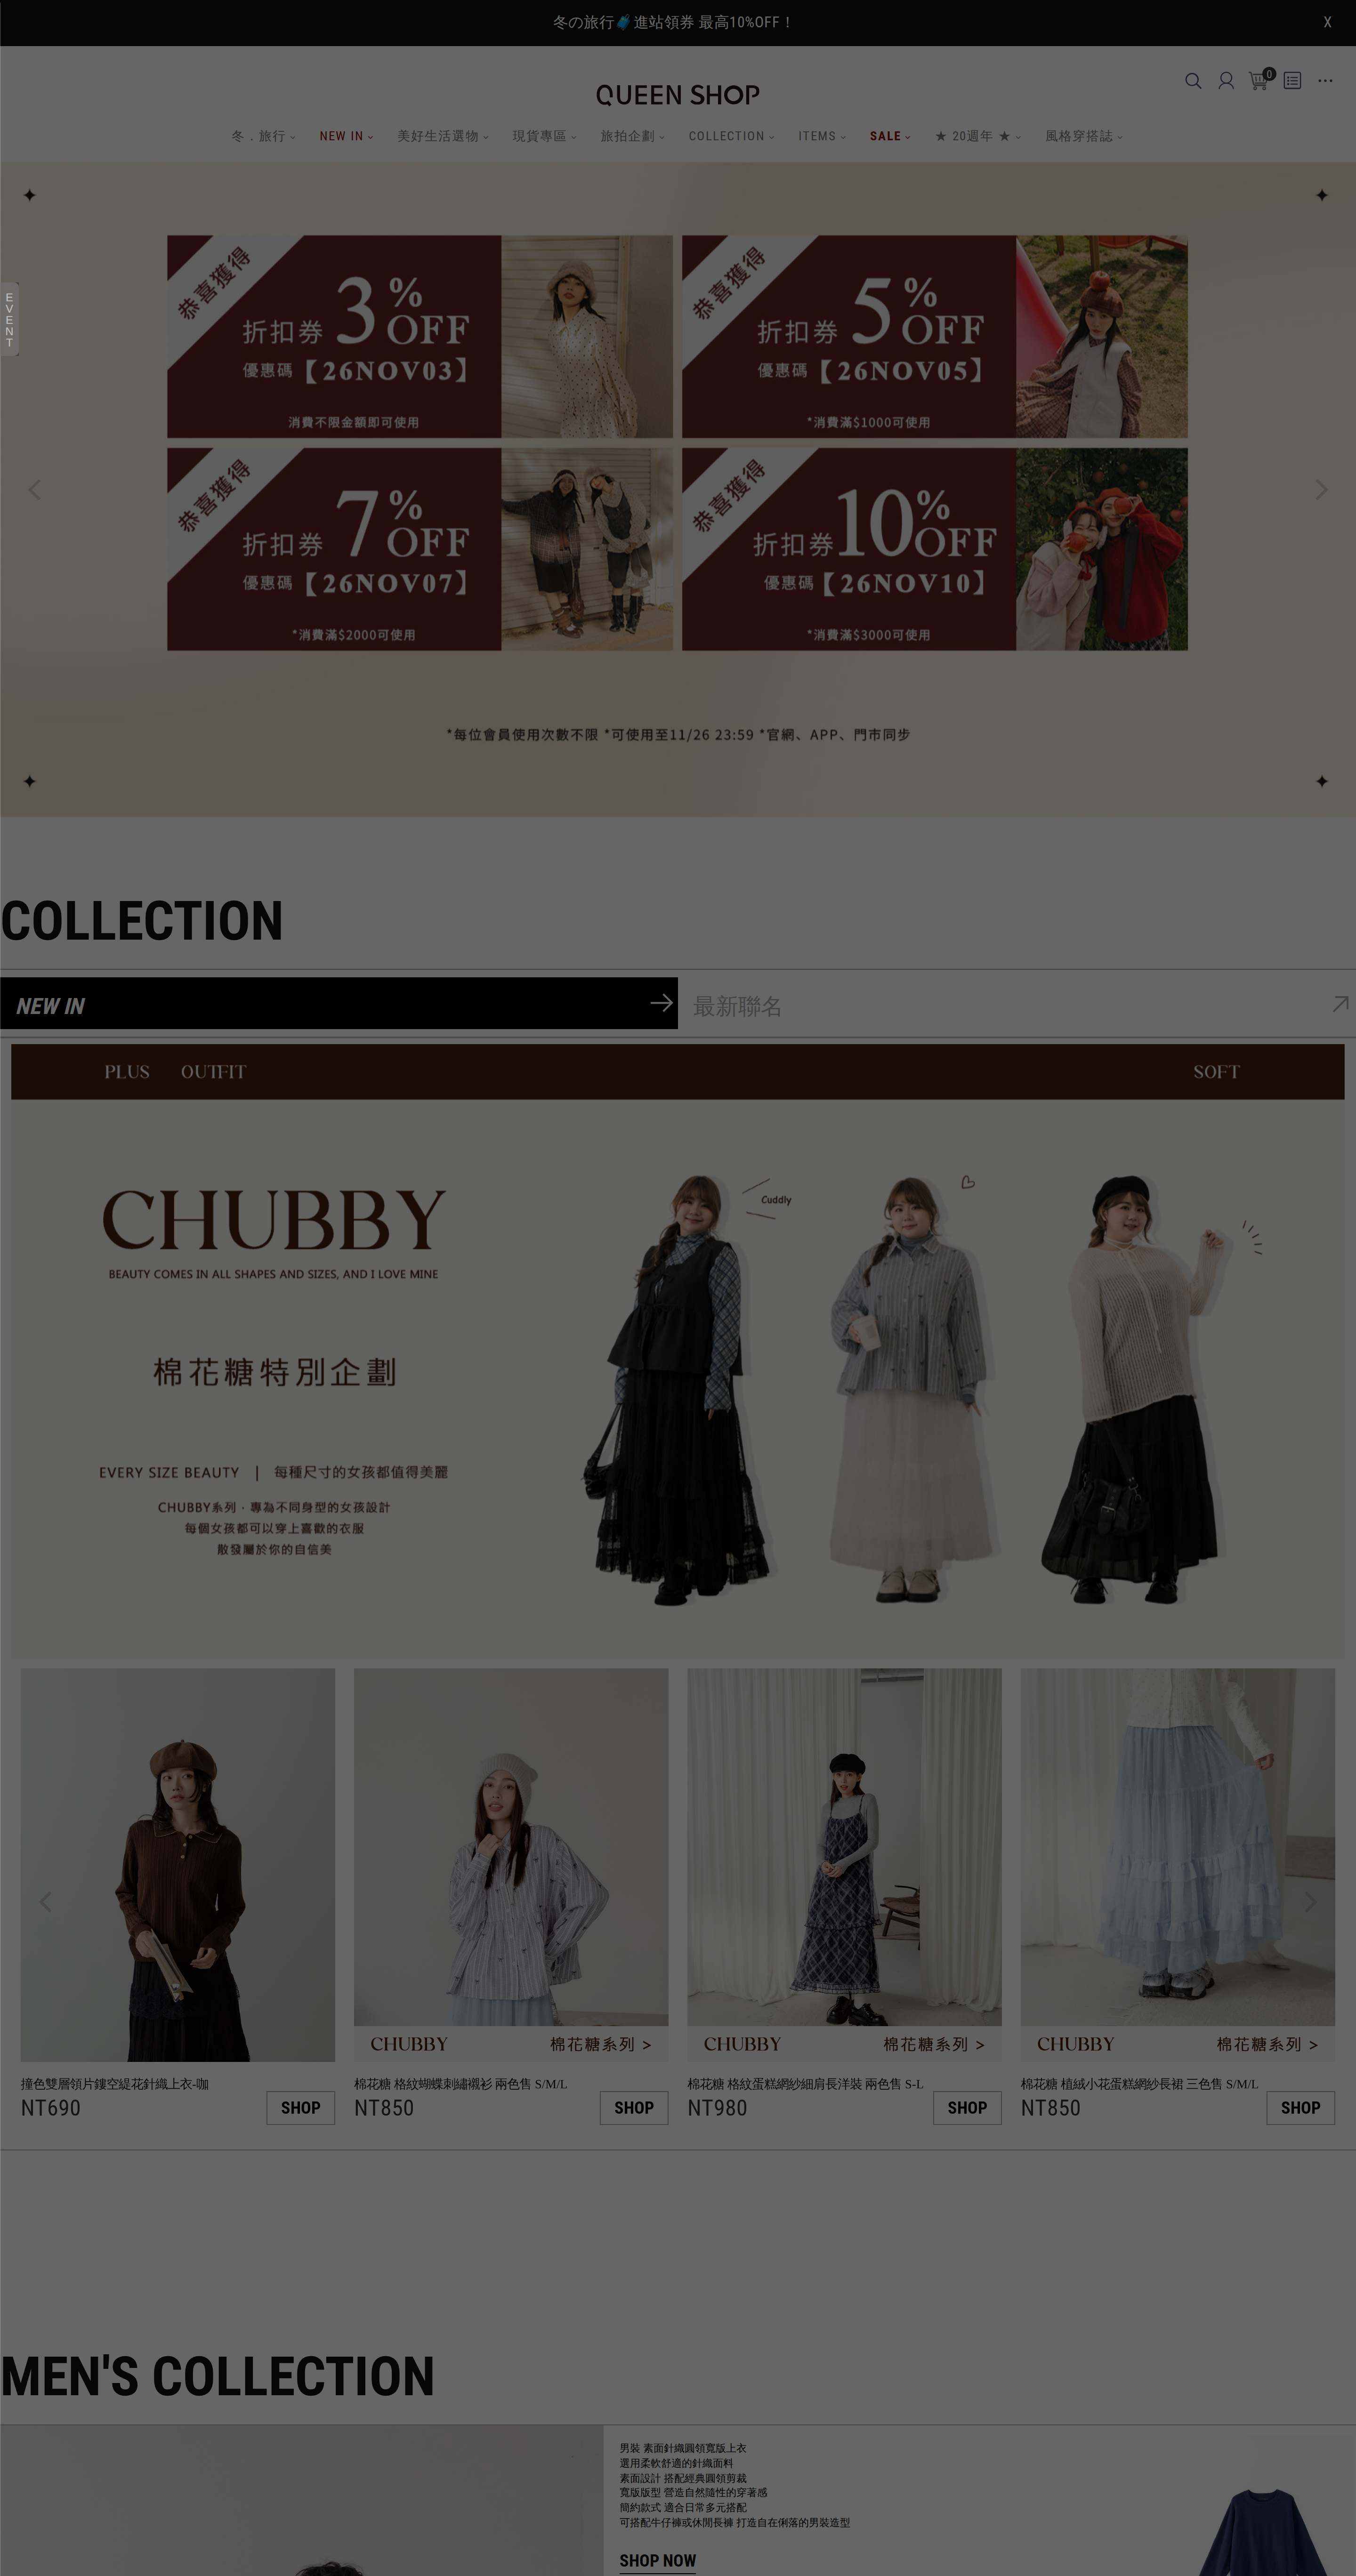 冬の旅行🧳進站領券 最高10%OFF！
X
QUEEN SHOP
0
冬．旅行
NEW IN
美好生活選物
現貨專區
旅拍企劃
COLLECTION
ITEMS
SALE
★ 20週年 ★
風格穿搭誌
EVENT
恭喜獲得
折扣券 3% OFF
優惠碼【26NOV03】
消費不限金額即可使用
恭喜獲得
折扣券 5% OFF
優惠碼【26NOV05】
*消費滿$1000可使用
恭喜獲得
折扣券 7% OFF
優惠碼【26NOV07】
*消費滿$2000可使用
恭喜獲得
折扣券 10% OFF
優惠碼【26NOV10】
*消費滿$3000可使用
*每位會員使用次數不限 *可使用至11/26 23:59 *官網、APP、門市同步
COLLECTION
NEW IN
最新聯名
PLUS OUTFIT SOFT
CHUBBY
BEAUTY COMES IN ALL SHAPES AND SIZES, AND I LOVE MINE
Cuddly
棉花糖特別企劃
EVERY SIZE BEAUTY | 每種尺寸的女孩都值得美麗
CHUBBY系列．專為不同身型的女孩設計
每個女孩都可以穿上喜歡的衣服
散發屬於你的自信美
撞色雙層領片鏤空緹花針織上衣-咖
NT690
SHOP
CHUBBY 棉花糖系列 >
棉花糖 格紋蝴蝶刺繡襯衫 兩色售 S/M/L
NT850
SHOP
CHUBBY 棉花糖系列 >
棉花糖 格紋蛋糕網紗細肩長洋裝 兩色售 S-L
NT980
SHOP
CHUBBY 棉花糖系列 >
棉花糖 植絨小花蛋糕網紗長裙 三色售 S/M/L
NT850
SHOP
MEN'S COLLECTION
男裝 素面針織圓領寬版上衣
選用柔軟舒適的針織面料
素面設計 搭配經典圓領剪裁
寬版版型 營造自然隨性的穿著感
簡約款式 適合日常多元搭配
可搭配牛仔褲或休閒長褲 打造自在俐落的男裝造型
SHOP NOW